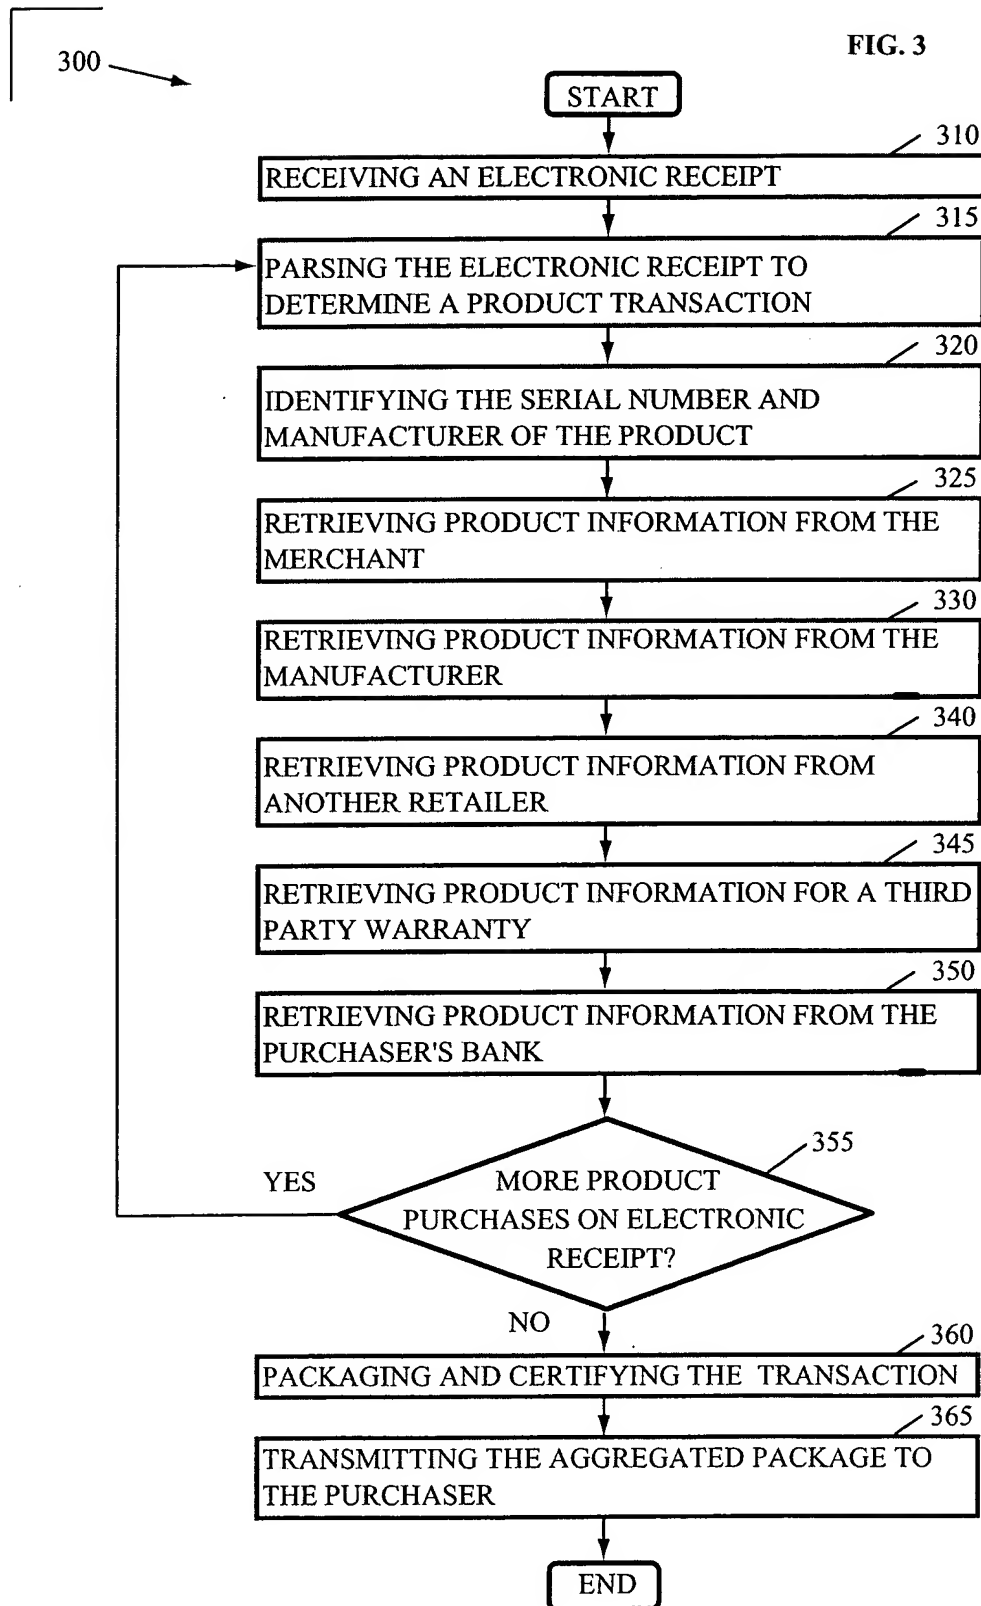 FIG. 3
300
START
310
RECEIVING AN ELECTRONIC RECEIPT
315
PARSING THE ELECTRONIC RECEIPT TO
DETERMINE A PRODUCT TRANSACTION
320
IDENTIFYING THE SERIAL NUMBER AND
MANUFACTURER OF THE PRODUCT
325
RETRIEVING PRODUCT INFORMATION FROM THE
MERCHANT
330
RETRIEVING PRODUCT INFORMATION FROM THE
MANUFACTURER
340
RETRIEVING PRODUCT INFORMATION FROM
ANOTHER RETAILER
345
RETRIEVING PRODUCT INFORMATION FOR A THIRD
PARTY WARRANTY
350
RETRIEVING PRODUCT INFORMATION FROM THE
PURCHASER'S BANK
355
YES
MORE PRODUCT
PURCHASES ON ELECTRONIC
RECEIPT?
NO
360
PACKAGING AND CERTIFYING THE TRANSACTION
365
TRANSMITTING THE AGGREGATED PACKAGE TO
THE PURCHASER
END